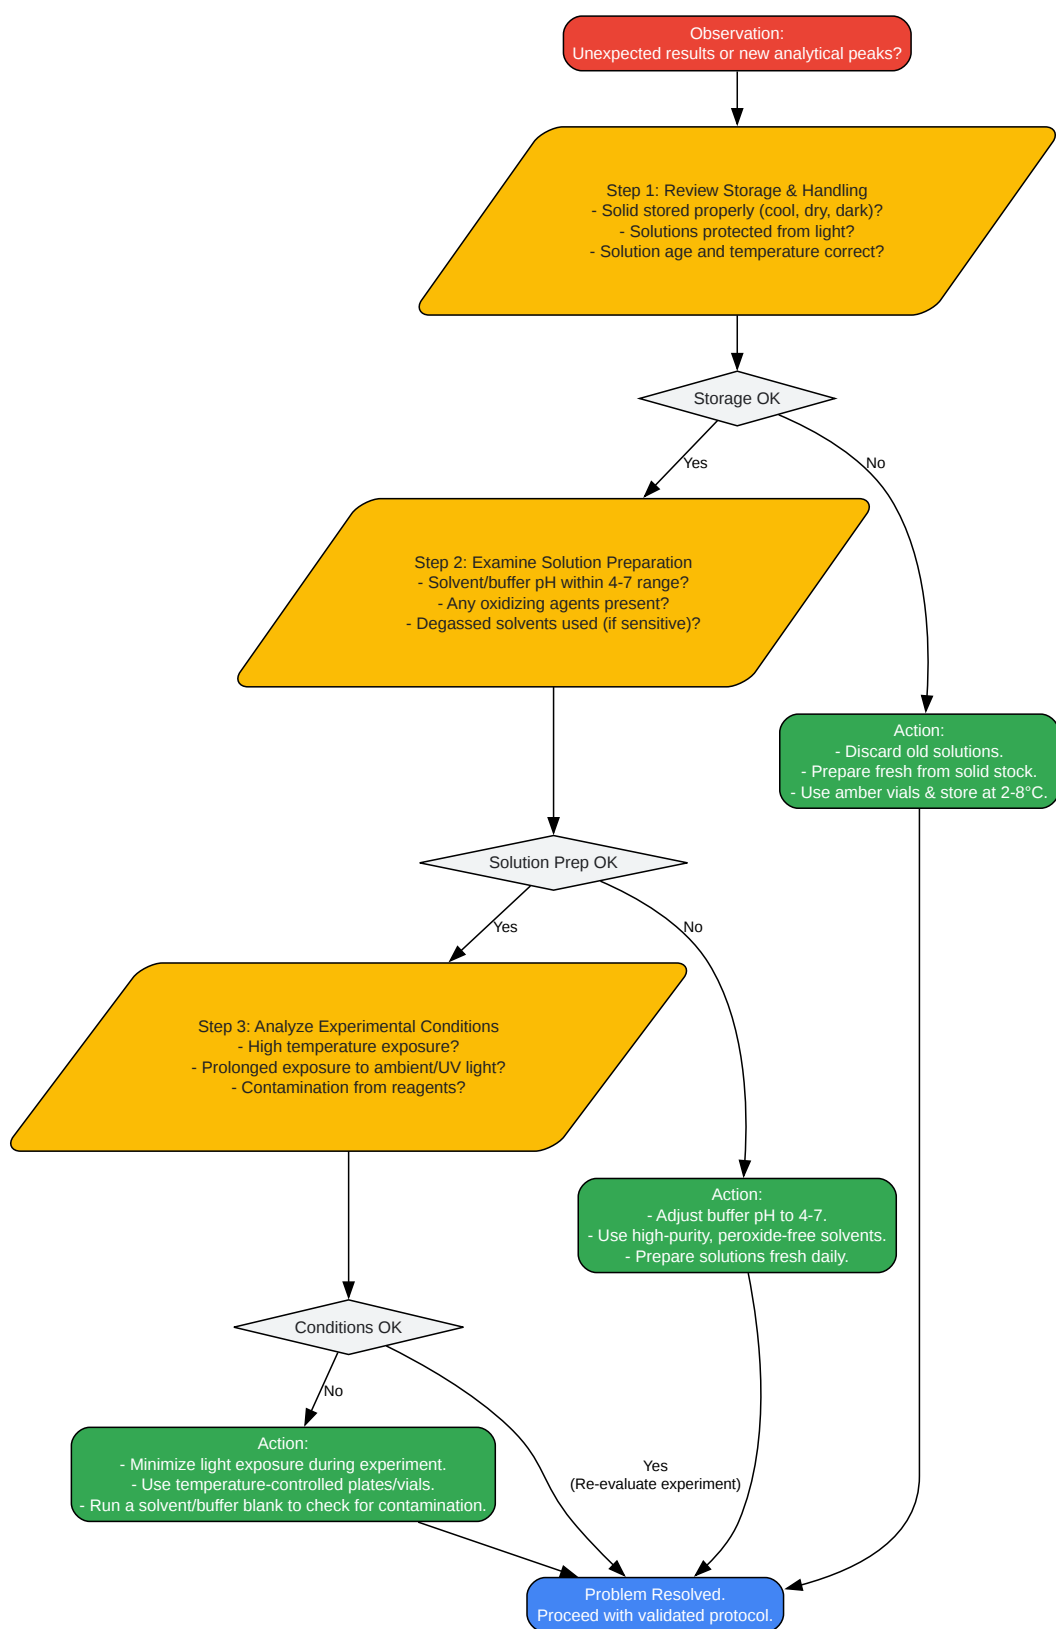 Observation:
Unexpected results or new analytical peaks?
Step 1: Review Storage & Handling
- Solid stored properly (cool, dry, dark)?
- Solutions protected from light?
- Solution age and temperature correct?
Storage OK
Yes
No
Step 2: Examine Solution Preparation
- Solvent/buffer pH within 4-7 range?
- Any oxidizing agents present?
- Degassed solvents used (if sensitive)?
Action:
- Discard old solutions.
- Prepare fresh from solid stock.
- Use amber vials & store at 2-8°C.
Solution Prep OK
Yes
No
Step 3: Analyze Experimental Conditions
- High temperature exposure?
- Prolonged exposure to ambient/UV light?
- Contamination from reagents?
Action:
- Adjust buffer pH to 4-7.
- Use high-purity, peroxide-free solvents.
- Prepare solutions fresh daily.
Conditions OK
No
Action:
- Minimize light exposure during experiment.
- Use temperature-controlled plates/vials.
- Run a solvent/buffer blank to check for contamination.
Yes
(Re-evaluate experiment)
Problem Resolved.
Proceed with validated protocol.